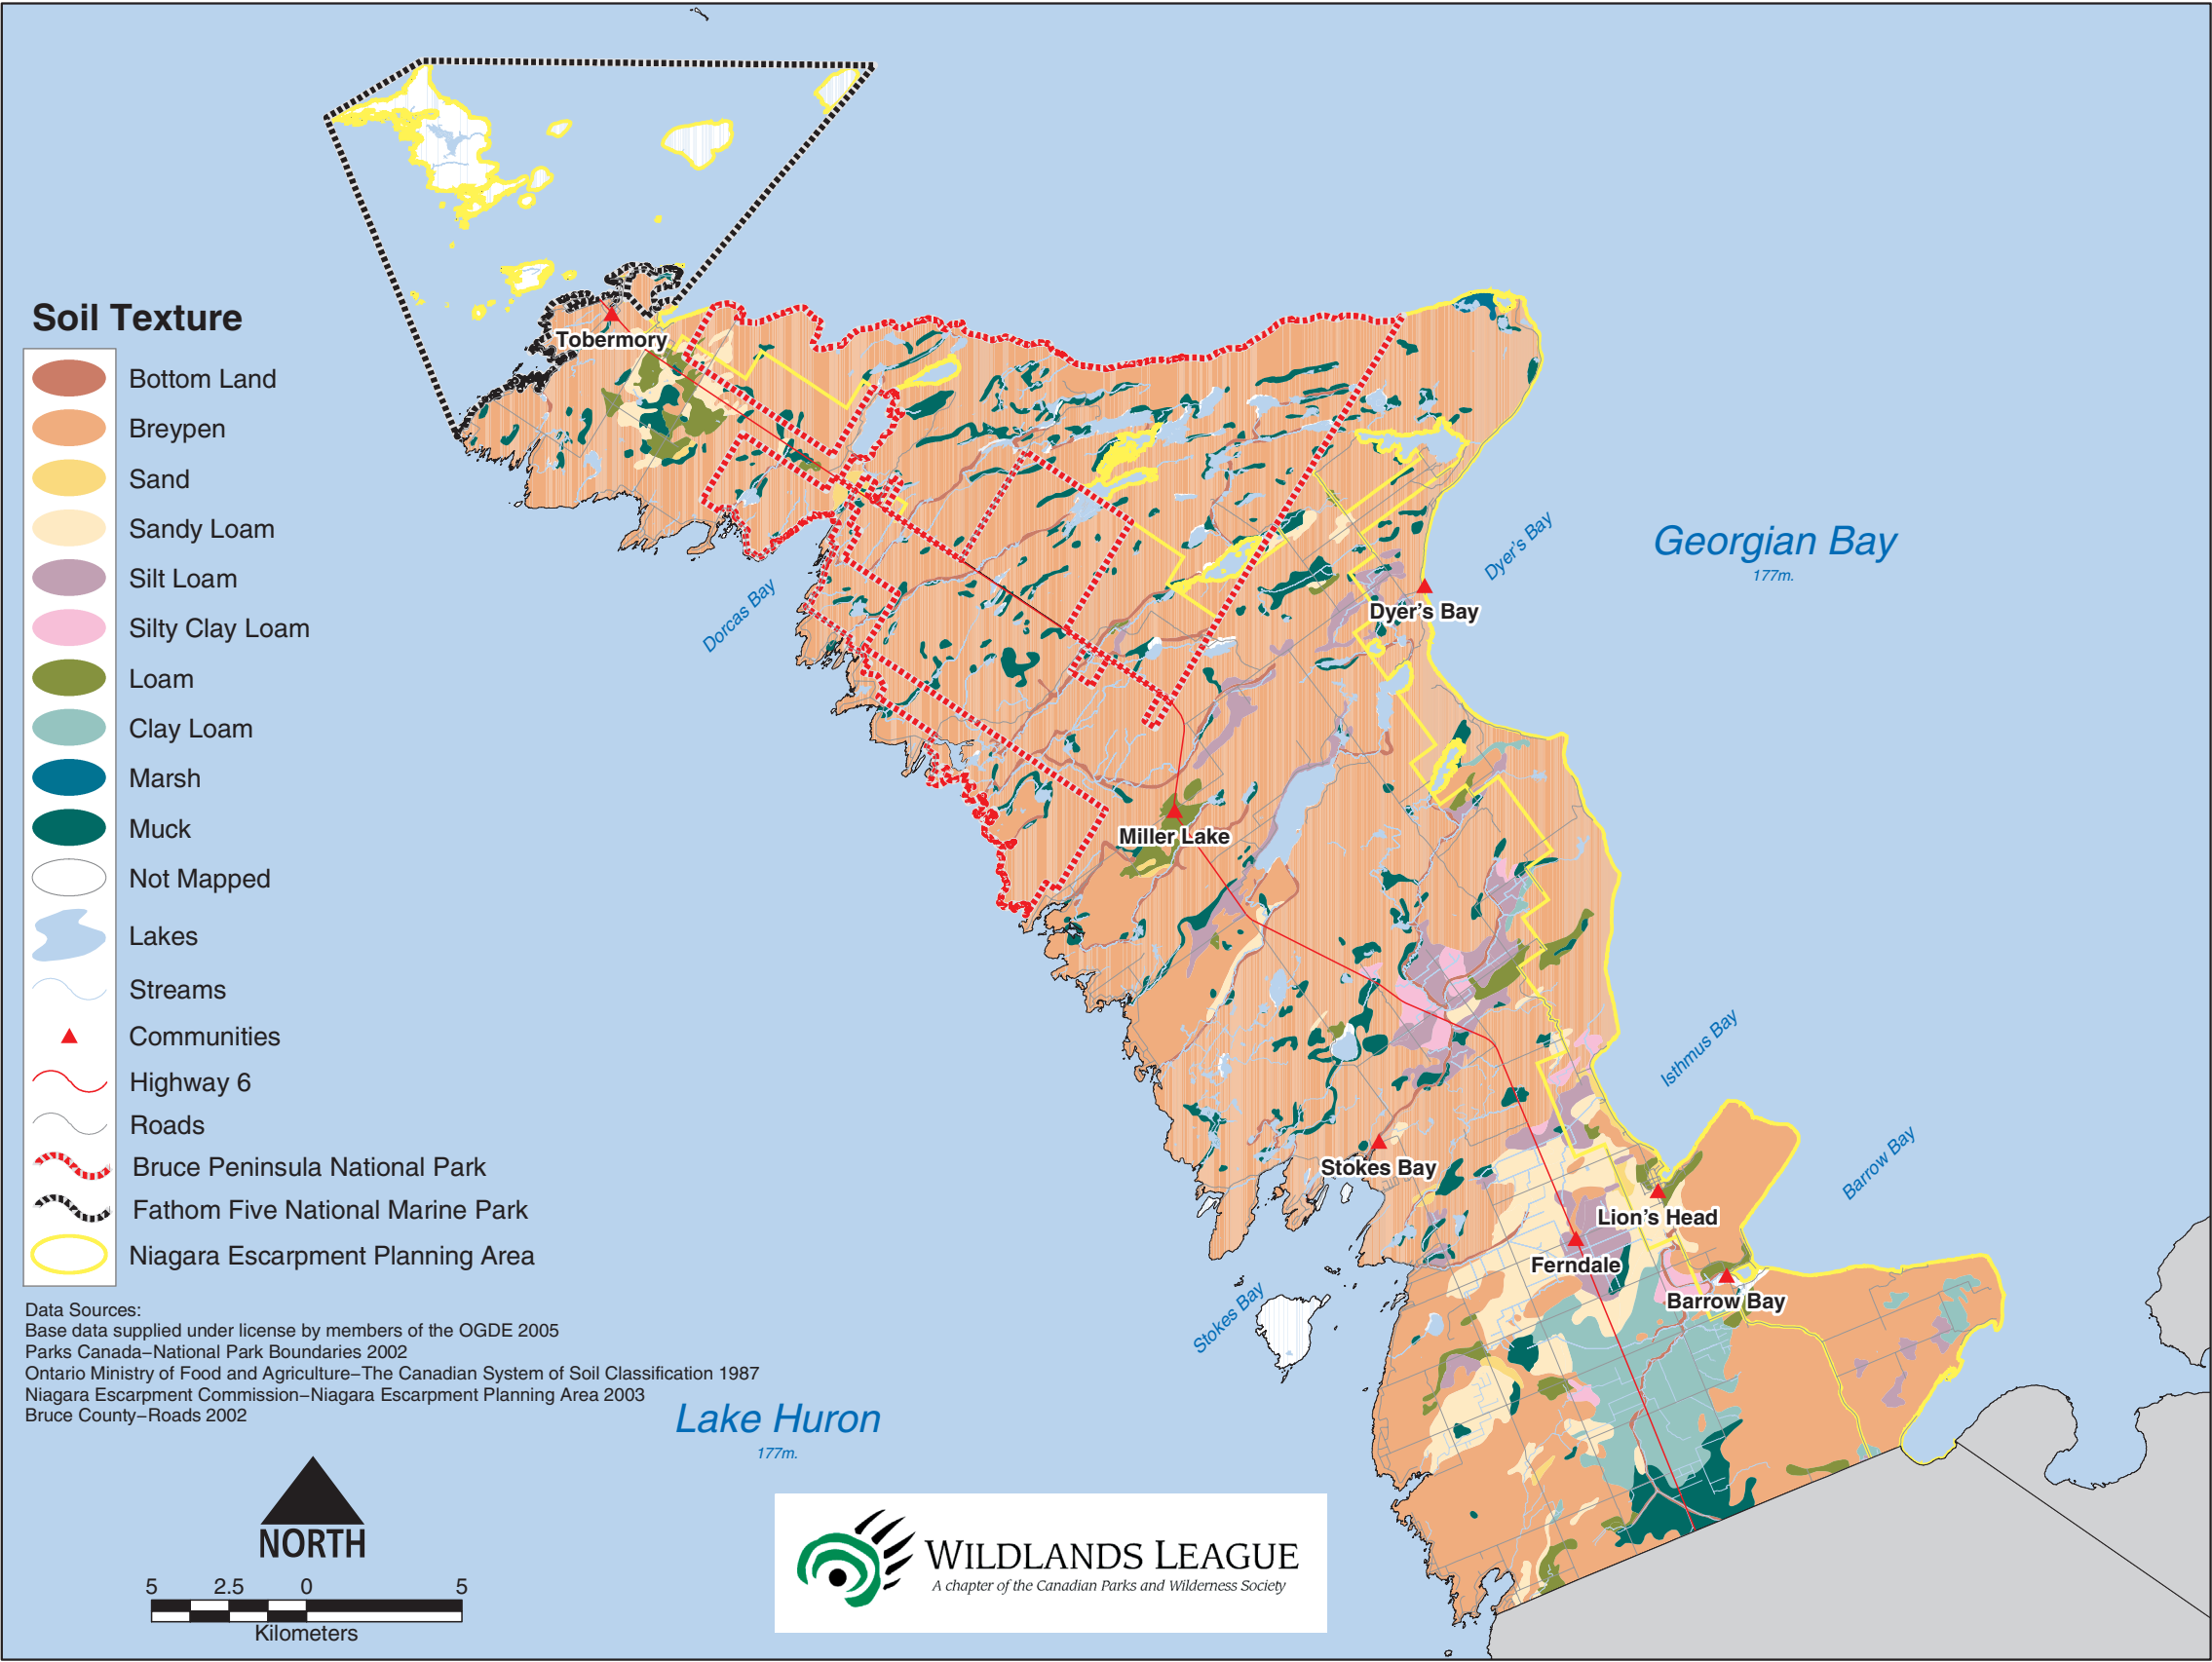 Soil Texture
Bottom Land
Breypen
Sand
Sandy Loam
Silt Loam
Silty Clay Loam
Loam
Clay Loam
Marsh
Muck
Not Mapped
Lakes
Streams
Communities
Highway 6
Roads
Bruce Peninsula National Park
Fathom Five National Marine Park
Niagara Escarpment Planning Area
Data Sources:
Base data supplied under license by members of the OGDE 2005
Parks Canada–National Park Boundaries 2002
Ontario Ministry of Food and Agriculture–The Canadian System of Soil Classification 1987
Niagara Escarpment Commission–Niagara Escarpment Planning Area 2003
Bruce County–Roads 2002
NORTH
5 2.5 0 5
Kilometers
Tobermory
Dorcas Bay
Dyer's Bay
Georgian Bay
177m.
Dyer's Bay
Miller Lake
Isthmus Bay
Stokes Bay
Barrow Bay
Lion's Head
Ferndale
Barrow Bay
Stokes Bay
Lake Huron
177m.
WILDLANDS LEAGUE
A chapter of the Canadian Parks and Wilderness Society